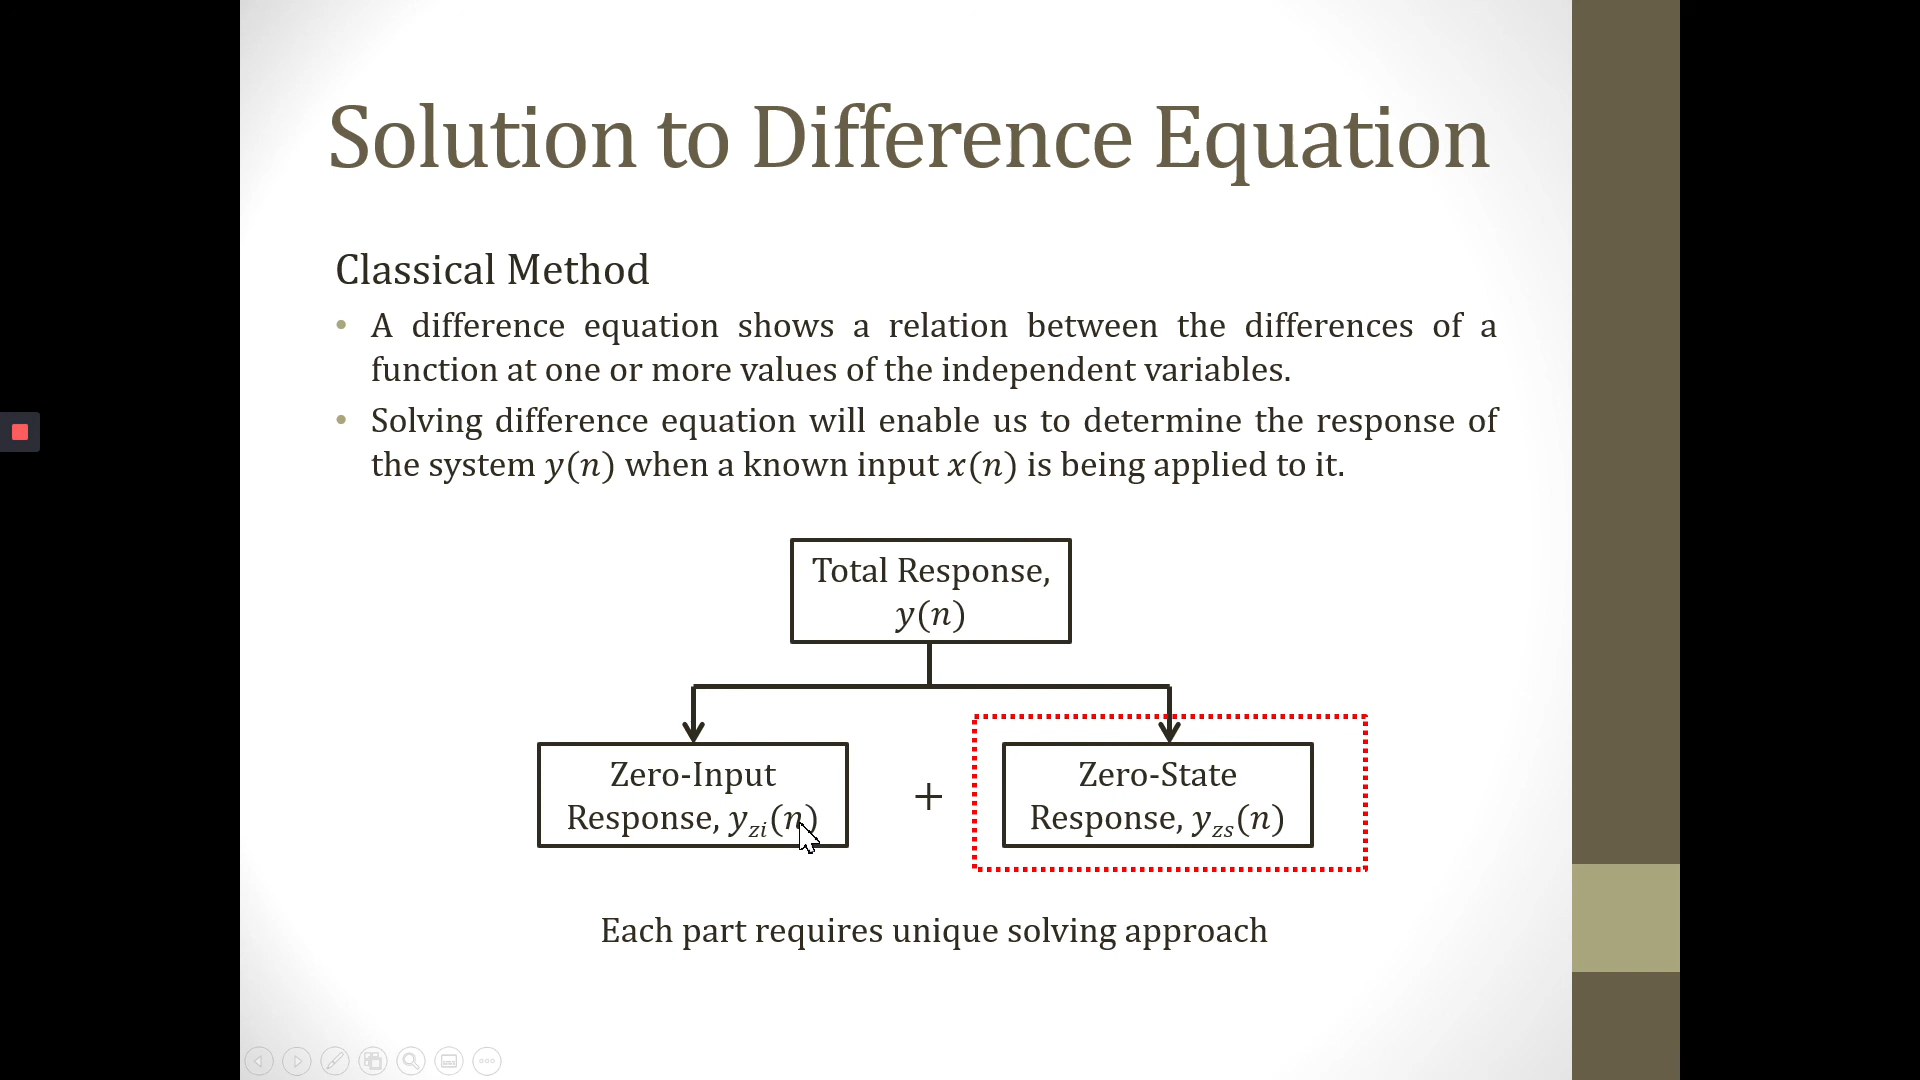 Solution to Difference Equation
Classical Method
• A difference equation shows a relation between the differences of a
function at one or more values of the independent variables.
• Solving difference equation will enable us to determine the response of
the system y(n) when a known input x(n) is being applied to it.
Total Response,
y(n)
Zero-Input
Response, y_zi(n)
+
Zero-State
Response, y_zs(n)
Each part requires unique solving approach